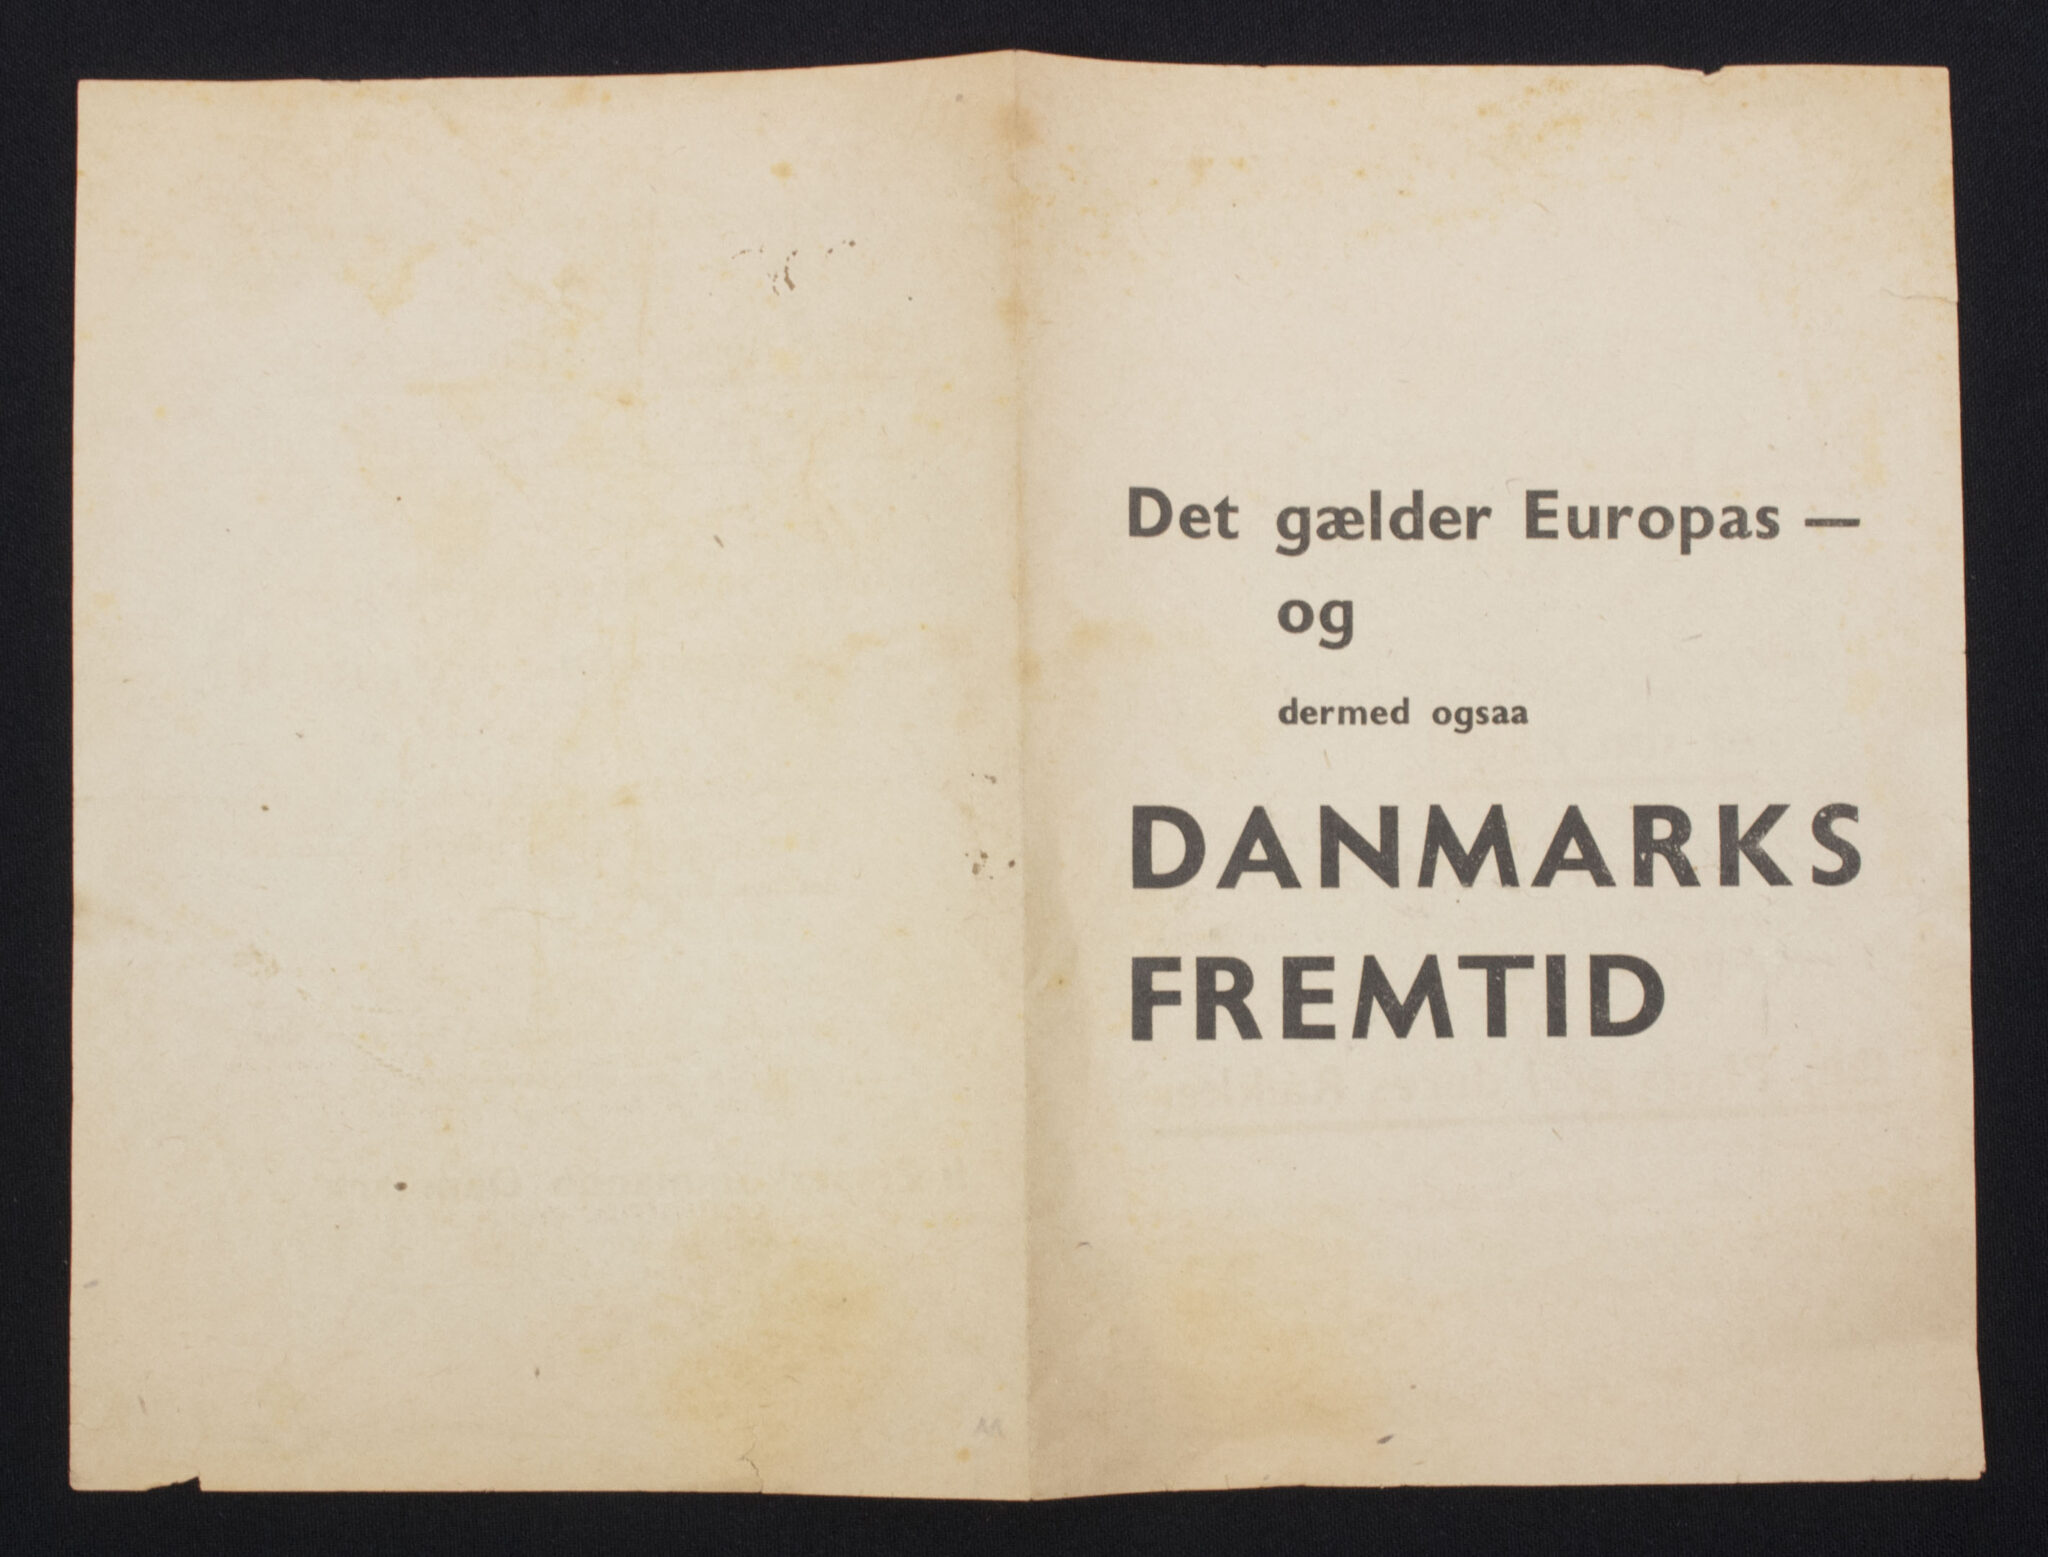 Det gælder Europas —
og
dermed ogsaa
DANMARKS
FREMTID